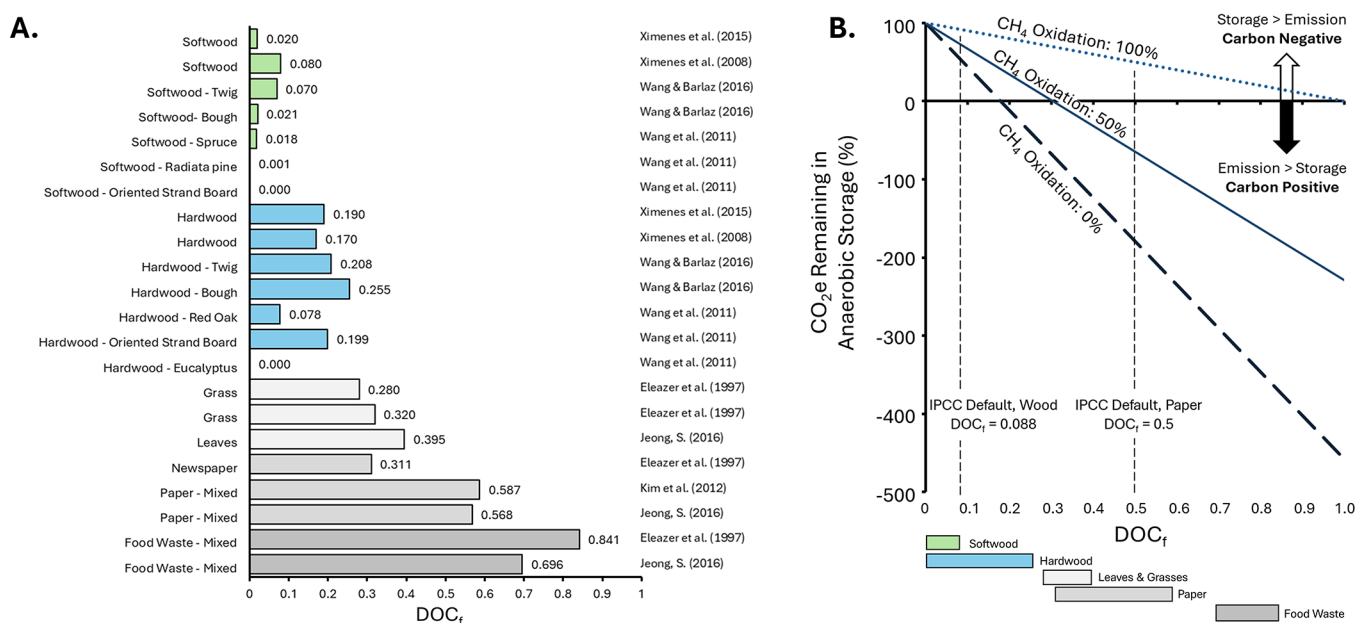 A.
Softwood 0.020 Ximenes et al. (2015)
Softwood 0.080 Ximenes et al. (2008)
Softwood - Twig 0.070 Wang & Barlaz (2016)
Softwood- Bough 0.021 Wang & Barlaz (2016)
Softwood - Spruce 0.018 Wang et al. (2011)
Softwood - Radiata pine 0.001 Wang et al. (2011)
Softwood - Oriented Strand Board 0.000 Wang et al. (2011)
Hardwood 0.190 Ximenes et al. (2015)
Hardwood 0.170 Ximenes et al. (2008)
Hardwood - Twig 0.208 Wang & Barlaz (2016)
Hardwood - Bough 0.255 Wang & Barlaz (2016)
Hardwood - Red Oak 0.078 Wang et al. (2011)
Hardwood - Oriented Strand Board 0.199 Wang et al. (2011)
Hardwood - Eucalyptus 0.000 Wang et al. (2011)
Grass 0.280 Eleazer et al. (1997)
Grass 0.320 Eleazer et al. (1997)
Leaves 0.395 Jeong, S. (2016)
Newspaper 0.311 Eleazer et al. (1997)
Paper - Mixed 0.587 Kim et al. (2012)
Paper - Mixed 0.568 Jeong, S. (2016)
Food Waste - Mixed 0.841 Eleazer et al. (1997)
Food Waste - Mixed 0.696 Jeong, S. (2016)
0 0.1 0.2 0.3 0.4 0.5 0.6 0.7 0.8 0.9 1
DOCf
B.
CO2e Remaining in
Anaerobic Storage (%)
100
0
-100
-200
-300
-400
-500
CH4 Oxidation: 100%
CH4 Oxidation: 50%
CH4 Oxidation: 0%
Storage > Emission
Carbon Negative
Emission > Storage
Carbon Positive
IPCC Default, Wood
DOCf = 0.088
IPCC Default, Paper
DOCf = 0.5
0 0.1 0.2 0.3 0.4 0.5 0.6 0.7 0.8 0.9 1.0
DOCf
Softwood
Hardwood
Leaves & Grasses
Paper
Food Waste